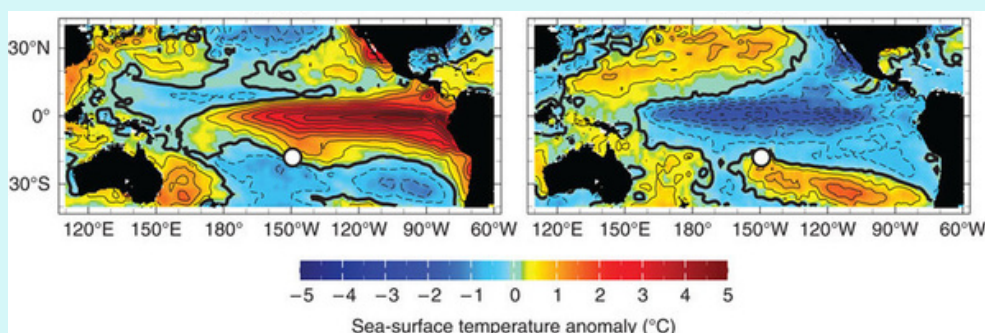 30°N
0°
30°S
120°E 150°E 180° 150°W 120°W 90°W 60°W 120°E 150°E 180° 150°W 120°W 90°W 60°W
−5 −4 −3 −2 −1 0 1 2 3 4 5
Sea-surface temperature anomaly (°C)